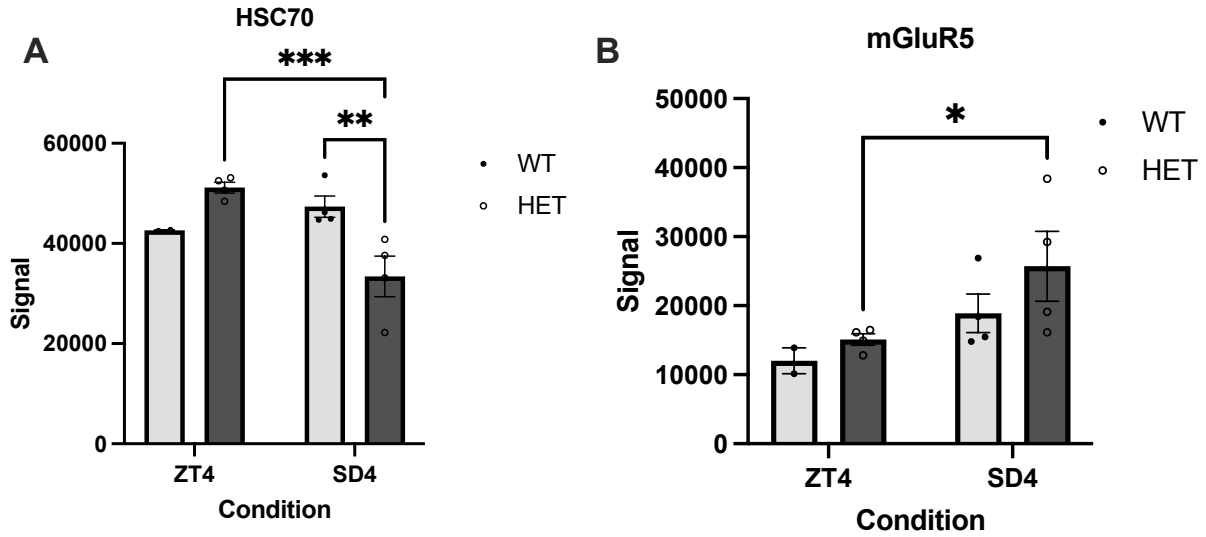 A
HSC70
***
**
60000
40000
20000
0
Signal
ZT4
SD4
Condition
WT
HET
B
mGluR5
*
50000
40000
30000
20000
10000
0
Signal
ZT4
SD4
Condition
WT
HET